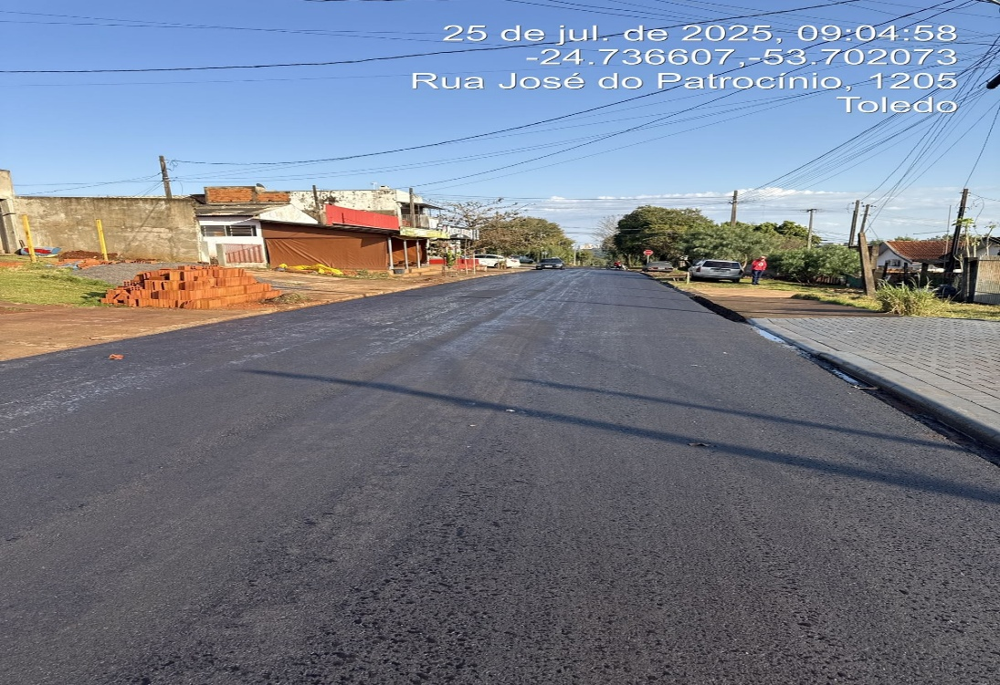 25 de jul. de 2025, 09:04:58
-24.736607,-53.702073
Rua José do Patrocínio, 1205
Toledo